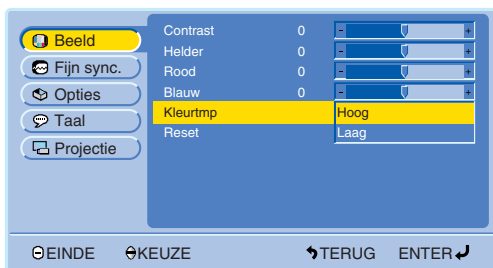 Beeld
Fijn sync.
Opties
Taal
Projectie
Contrast 0 - +
Helder 0 - +
Rood 0 - +
Blauw 0 - +
Kleurtmp Hoog
Reset Laag
EINDE KEUZE TERUG ENTER